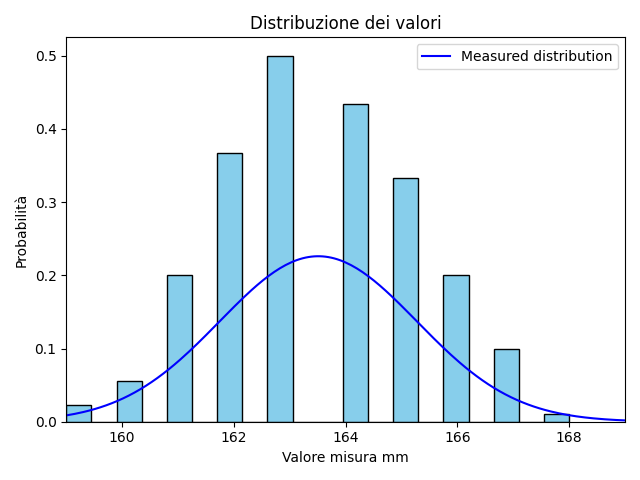 Distribuzione dei valori
Measured distribution
Probabilità
0.5
0.4
0.3
0.2
0.1
0.0
160
162
164
166
168
Valore misura mm